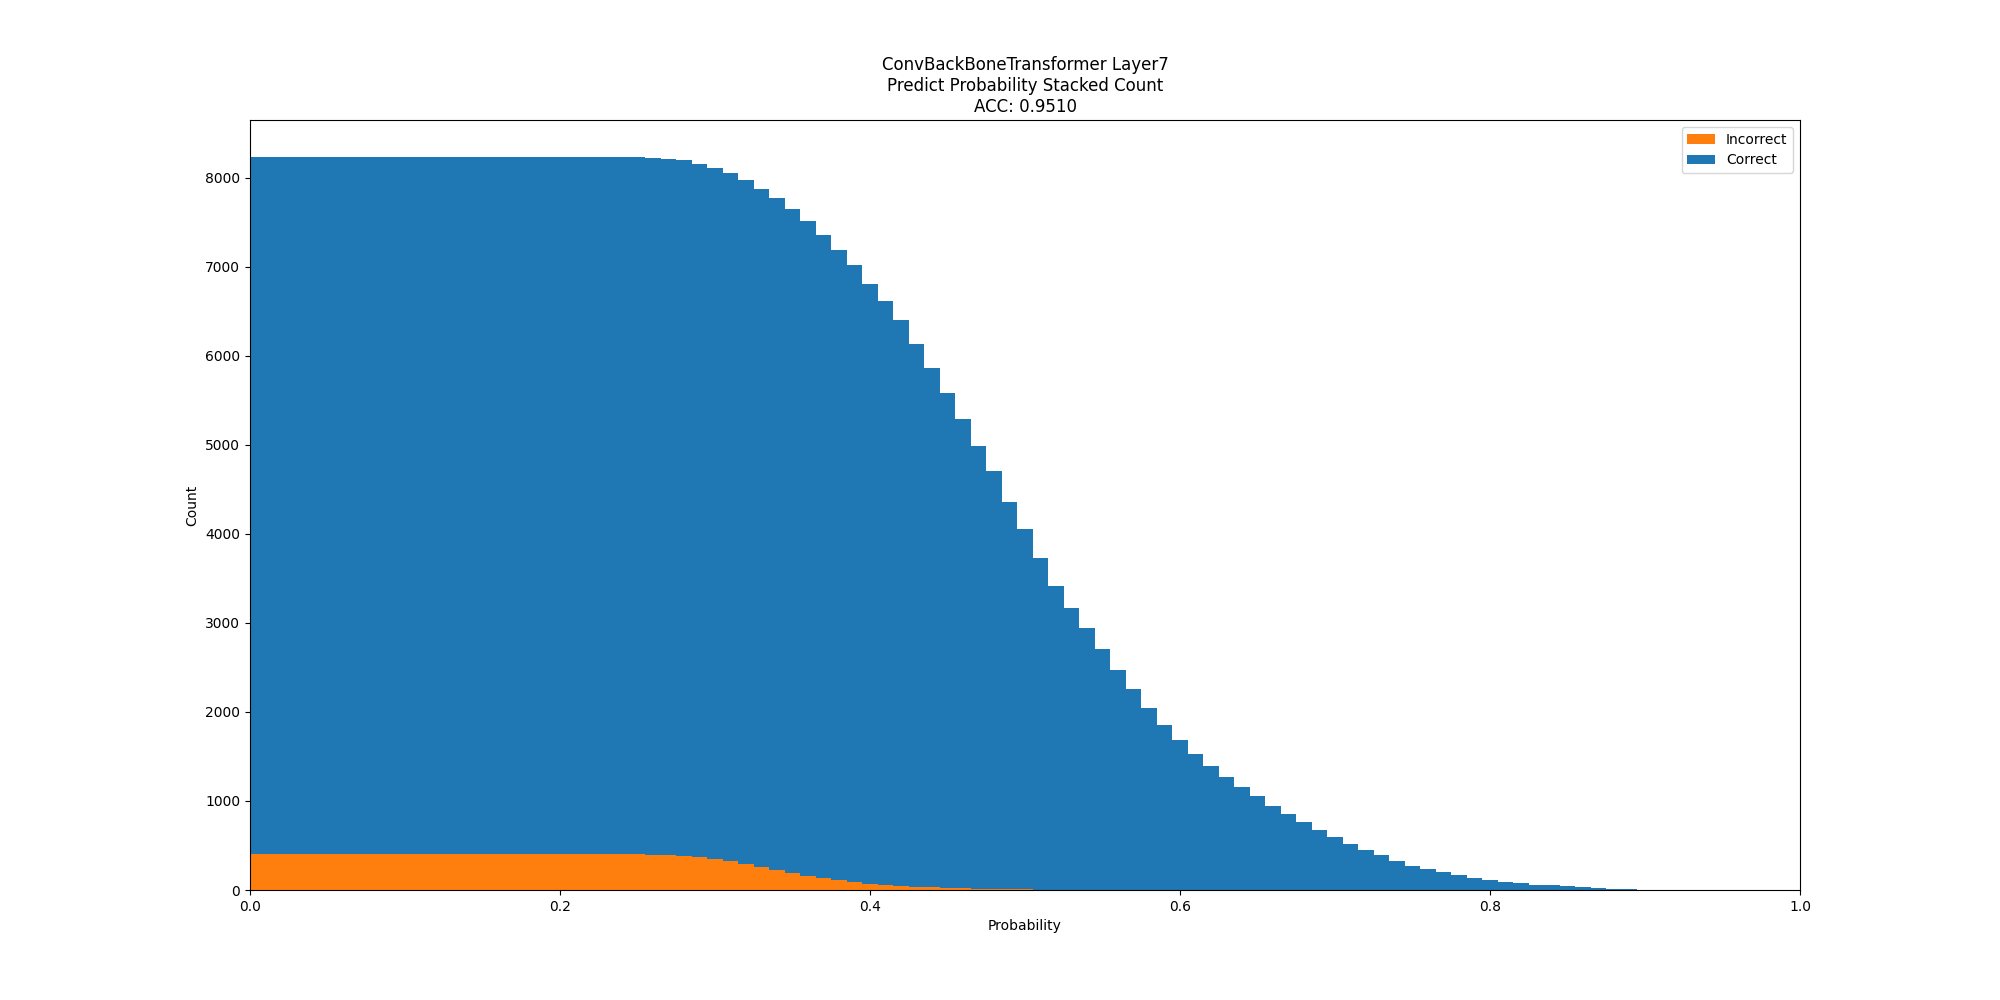 ConvBackBoneTransformer Layer7
Predict Probability Stacked Count
ACC: 0.9510
Incorrect
Correct
8000
7000
6000
5000
4000
3000
2000
1000
0
Count
0.0 0.2 0.4 0.6 0.8 1.0
Probability